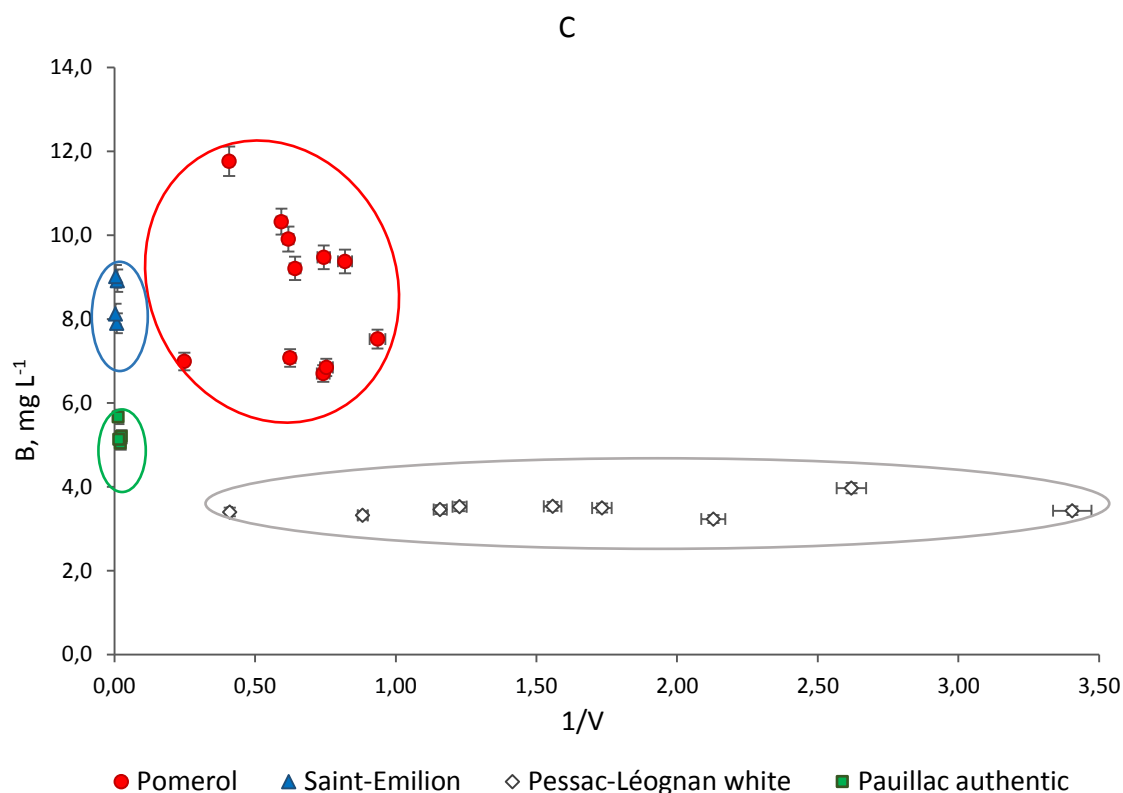 C
14,0
12,0
10,0
8,0
6,0
4,0
2,0
0,0
B, mg L⁻¹
0,00 0,50 1,00 1,50 2,00 2,50 3,00 3,50
1/V
Pomerol Saint-Emilion Pessac-Léognan white Pauillac authentic